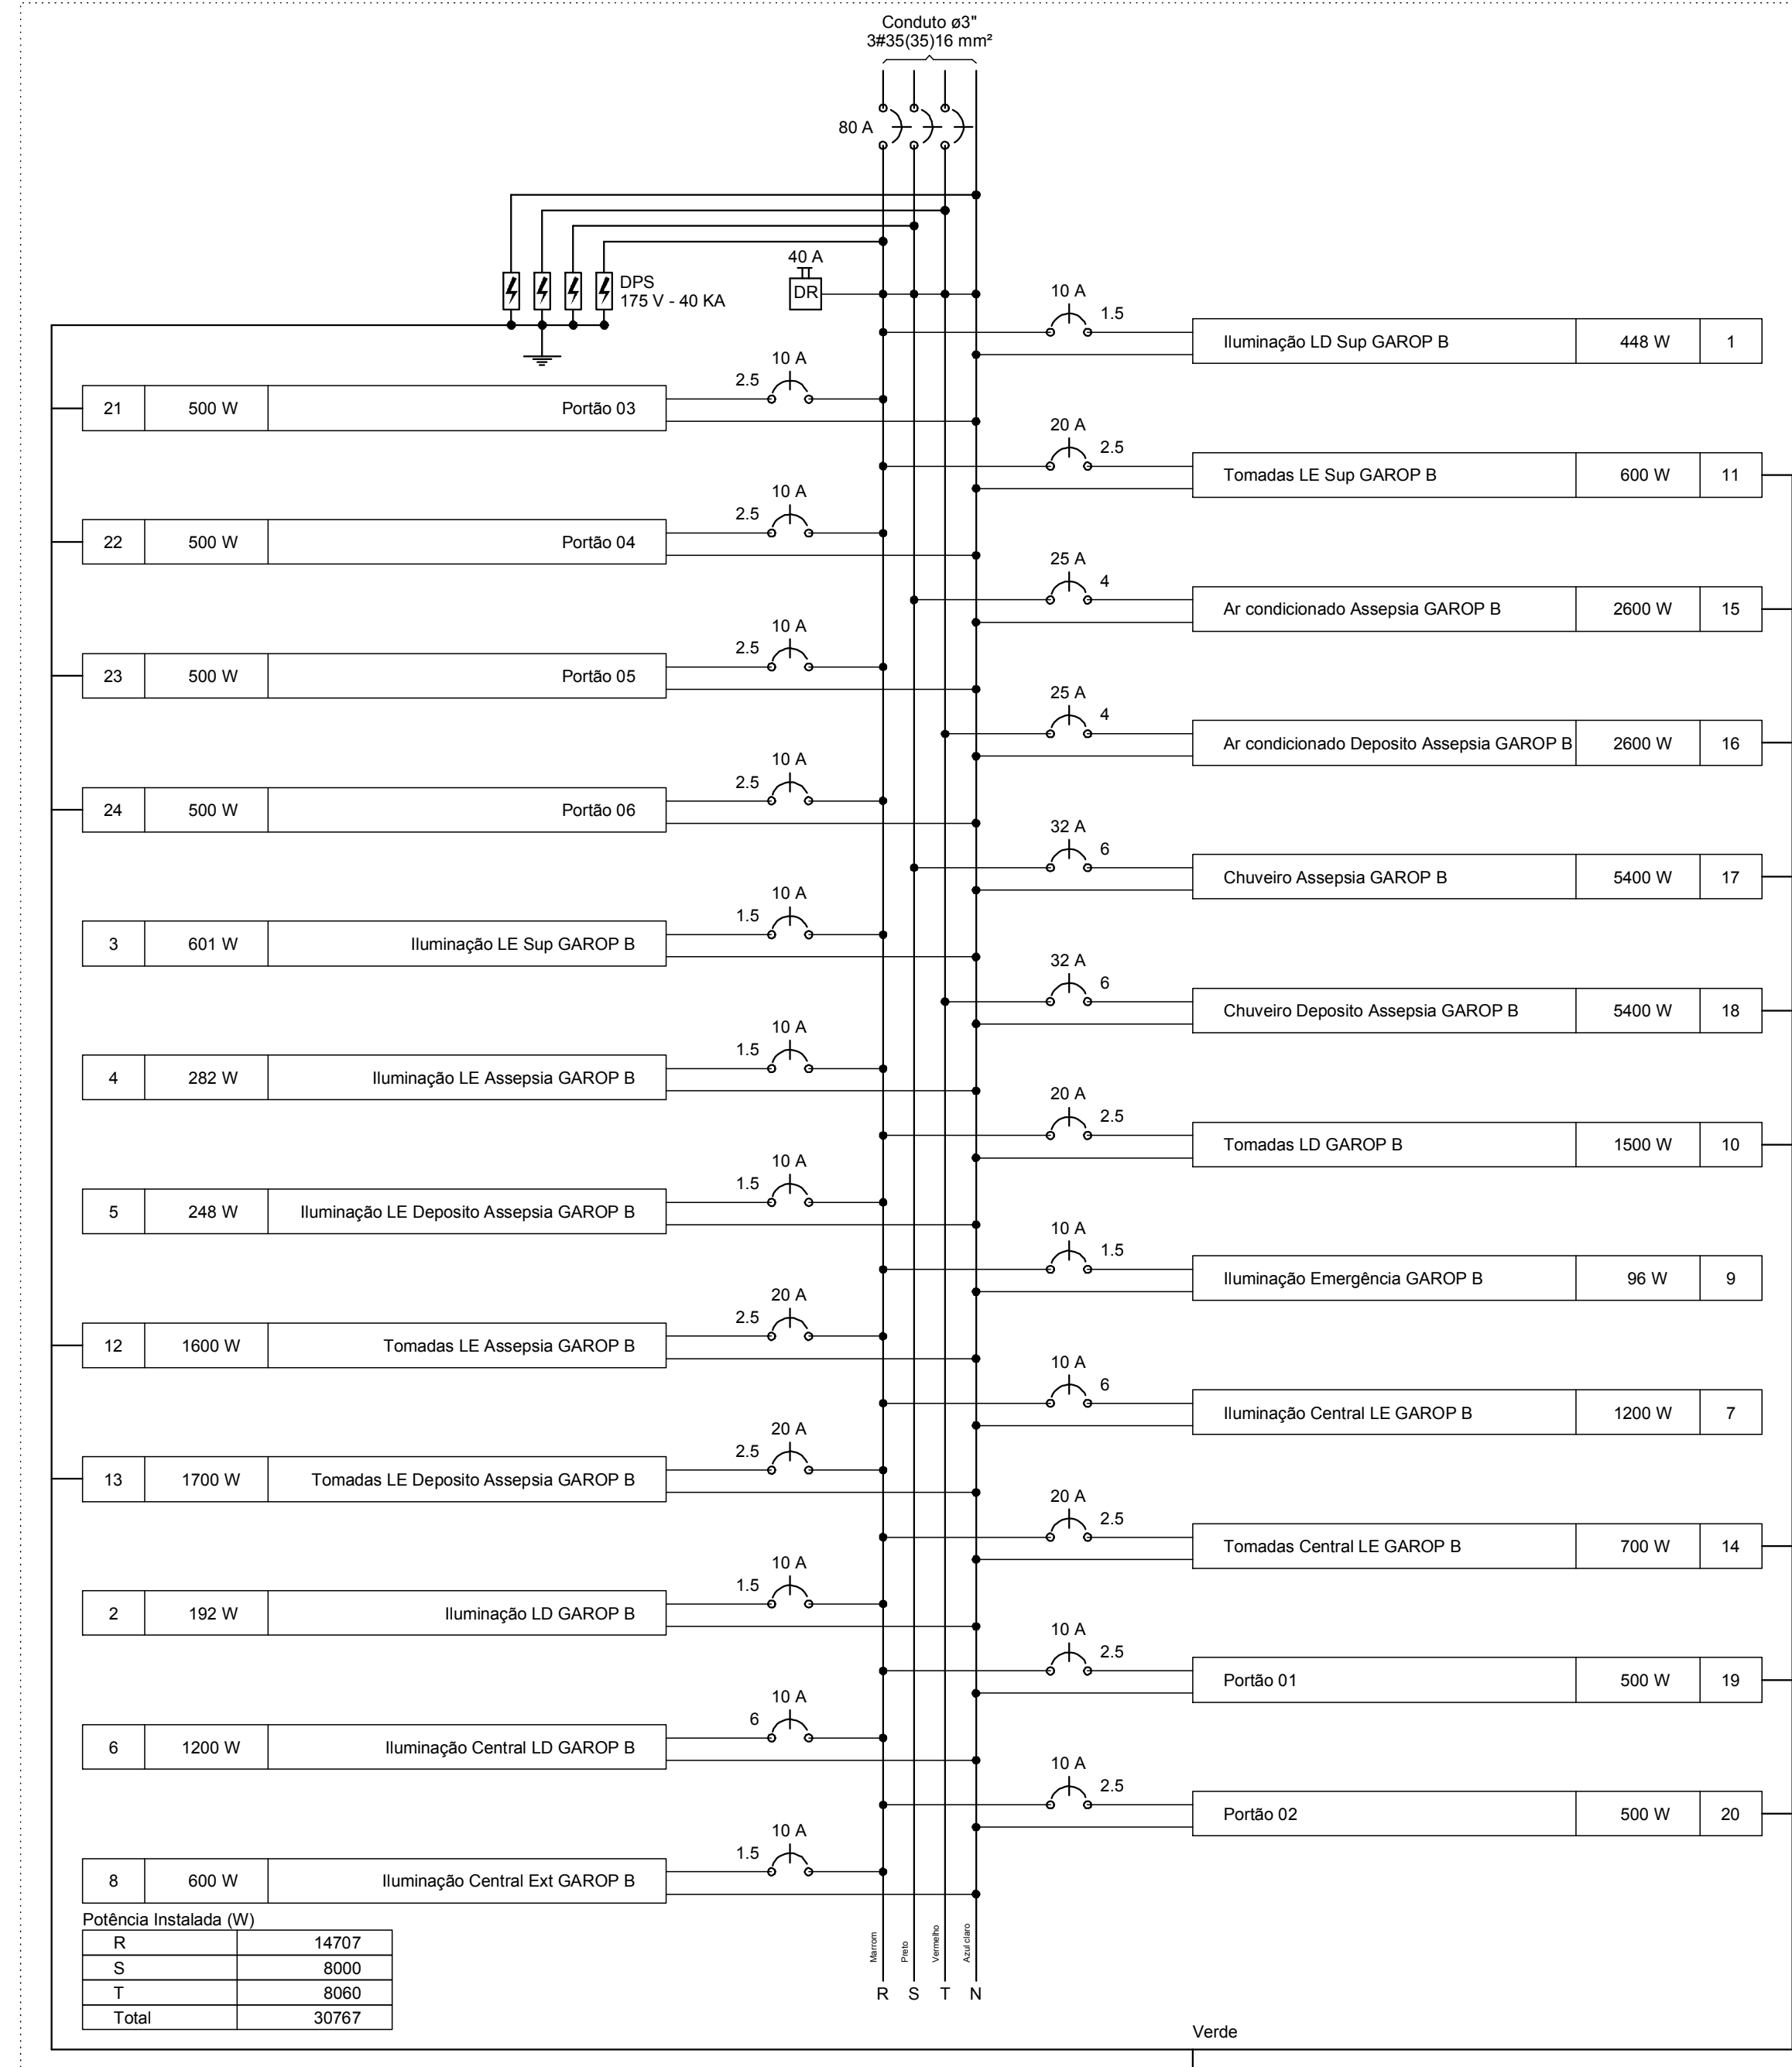 Conduto ø3"
3#35(35)16 mm²
80 A
DPS
175 V - 40 KA
40 A
DR
10 A
1.5
Iluminação LD Sup GAROP B 448 W 1
10 A
2.5
21 500 W Portão 03
20 A
2.5
Tomadas LE Sup GAROP B 600 W 11
10 A
2.5
22 500 W Portão 04
25 A
4
Ar condicionado Assepsia GAROP B 2600 W 15
10 A
2.5
23 500 W Portão 05
25 A
4
Ar condicionado Deposito Assepsia GAROP B 2600 W 16
10 A
2.5
24 500 W Portão 06
32 A
6
Chuveiro Assepsia GAROP B 5400 W 17
10 A
1.5
3 601 W Iluminação LE Sup GAROP B
32 A
6
Chuveiro Deposito Assepsia GAROP B 5400 W 18
10 A
1.5
4 282 W Iluminação LE Assepsia GAROP B
20 A
2.5
Tomadas LD GAROP B 1500 W 10
10 A
1.5
5 248 W Iluminação LE Deposito Assepsia GAROP B
10 A
1.5
Iluminação Emergência GAROP B 96 W 9
20 A
2.5
12 1600 W Tomadas LE Assepsia GAROP B
10 A
6
Iluminação Central LE GAROP B 1200 W 7
20 A
2.5
13 1700 W Tomadas LE Deposito Assepsia GAROP B
20 A
2.5
Tomadas Central LE GAROP B 700 W 14
10 A
1.5
2 192 W Iluminação LD GAROP B
10 A
2.5
Portão 01 500 W 19
10 A
6
6 1200 W Iluminação Central LD GAROP B
10 A
2.5
Portão 02 500 W 20
10 A
1.5
8 600 W Iluminação Central Ext GAROP B
Potência Instalada (W)
R 14707
S 8000
T 8060
Total 30767
Marrom
Preto
Vermelho
Azul claro
R S T N
Verde